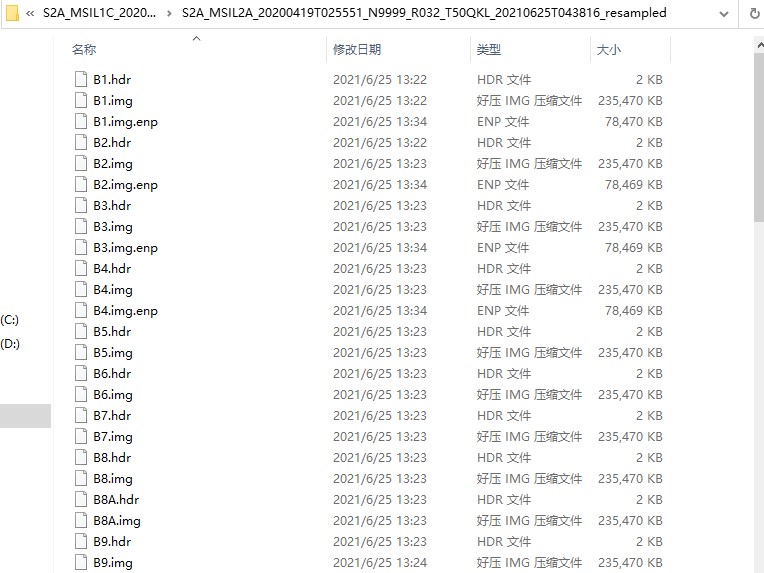 « S2A_MSIL1C_2020... › S2A_MSIL2A_20200419T025551_N9999_R032_T50QKL_20210625T043816_resampled
名称 修改日期 类型 大小
B1.hdr 2021/6/25 13:22 HDR 文件 2 KB
B1.img 2021/6/25 13:22 好压 IMG 压缩文件 235,470 KB
B1.img.enp 2021/6/25 13:34 ENP 文件 78,470 KB
B2.hdr 2021/6/25 13:22 HDR 文件 2 KB
B2.img 2021/6/25 13:23 好压 IMG 压缩文件 235,470 KB
B2.img.enp 2021/6/25 13:34 ENP 文件 78,469 KB
B3.hdr 2021/6/25 13:23 HDR 文件 2 KB
B3.img 2021/6/25 13:23 好压 IMG 压缩文件 235,470 KB
B3.img.enp 2021/6/25 13:34 ENP 文件 78,469 KB
B4.hdr 2021/6/25 13:23 HDR 文件 2 KB
B4.img 2021/6/25 13:23 好压 IMG 压缩文件 235,470 KB
B4.img.enp 2021/6/25 13:34 ENP 文件 78,469 KB
(C:)
B5.hdr 2021/6/25 13:23 HDR 文件 2 KB
(D:)
B5.img 2021/6/25 13:23 好压 IMG 压缩文件 235,470 KB
B6.hdr 2021/6/25 13:23 HDR 文件 2 KB
B6.img 2021/6/25 13:23 好压 IMG 压缩文件 235,470 KB
B7.hdr 2021/6/25 13:23 HDR 文件 2 KB
B7.img 2021/6/25 13:23 好压 IMG 压缩文件 235,470 KB
B8.hdr 2021/6/25 13:23 HDR 文件 2 KB
B8.img 2021/6/25 13:23 好压 IMG 压缩文件 235,470 KB
B8A.hdr 2021/6/25 13:23 HDR 文件 2 KB
B8A.img 2021/6/25 13:23 好压 IMG 压缩文件 235,470 KB
B9.hdr 2021/6/25 13:23 HDR 文件 2 KB
B9.img 2021/6/25 13:24 好压 IMG 压缩文件 235,470 KB